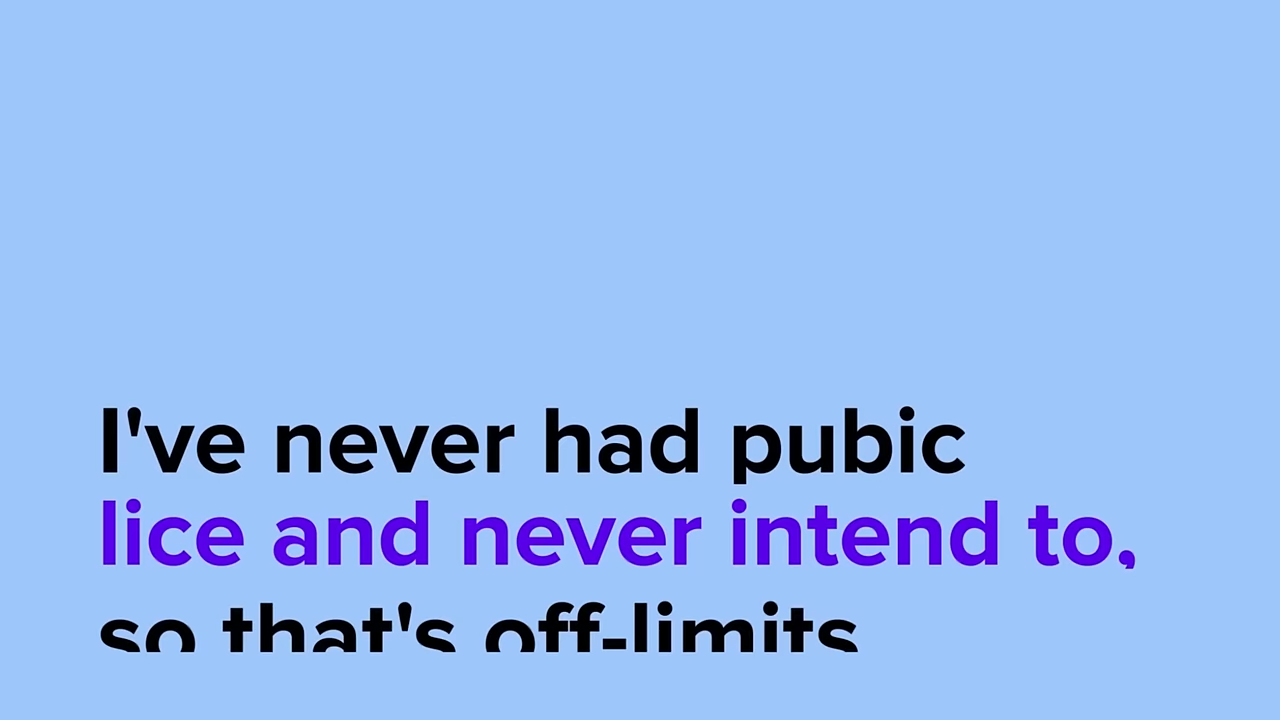 I've never had pubic
lice and never intend to,
so that's off-limits